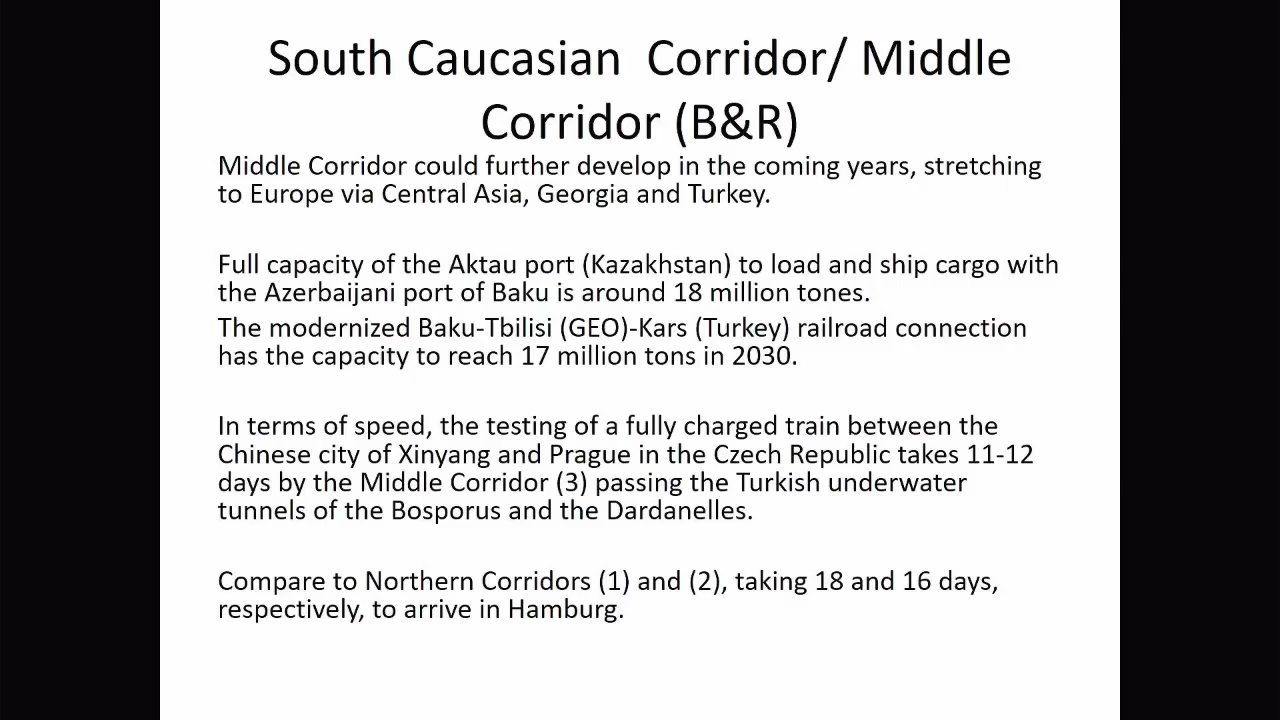 South Caucasian  Corridor/ Middle
Corridor (B&R)
Middle Corridor could further develop in the coming years, stretching
to Europe via Central Asia, Georgia and Turkey.
Full capacity of the Aktau port (Kazakhstan) to load and ship cargo with
the Azerbaijani port of Baku is around 18 million tones.
The modernized Baku-Tbilisi (GEO)-Kars (Turkey) railroad connection
has the capacity to reach 17 million tons in 2030.
In terms of speed, the testing of a fully charged train between the
Chinese city of Xinyang and Prague in the Czech Republic takes 11-12
days by the Middle Corridor (3) passing the Turkish underwater
tunnels of the Bosporus and the Dardanelles.
Compare to Northern Corridors (1) and (2), taking 18 and 16 days,
respectively, to arrive in Hamburg.